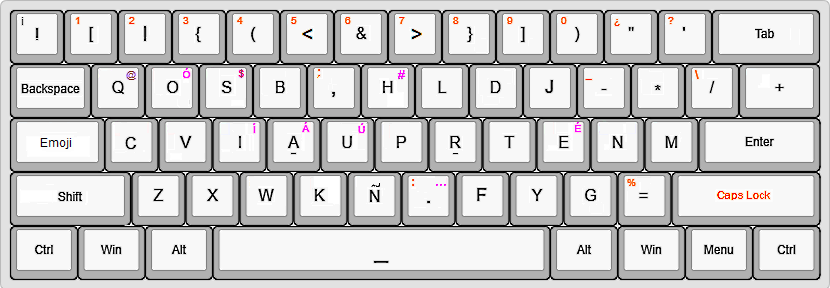 ¡ ! 1 [ 2 | 3 { 4 ( 5 < 6 & 7 > 8 } 9 ] 0 ) ¿ " ? ' Tab
Backspace Q @ O Ó S $ B ; , H # L D J _ - * \ / +
Emoji C V I Í A Á U Ú P R T E É N M Enter
Shift Z X W K Ñ : . ... F Y G % = Caps Lock
Ctrl Win Alt _ Alt Win Menu Ctrl